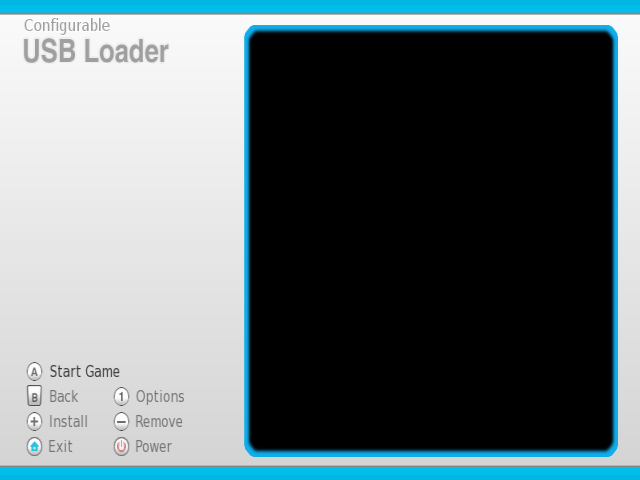 Configurable
USB Loader
A Start Game
B Back 1 Options
+ Install − Remove
Exit Power